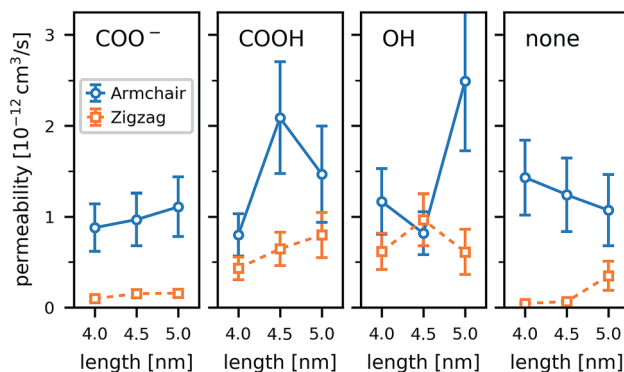 COO⁻ COOH OH none
Armchair
Zigzag
permeability [10⁻¹² cm³/s]
3
2
1
0
4.0 4.5 5.0 4.0 4.5 5.0 4.0 4.5 5.0 4.0 4.5 5.0
length [nm] length [nm] length [nm] length [nm]